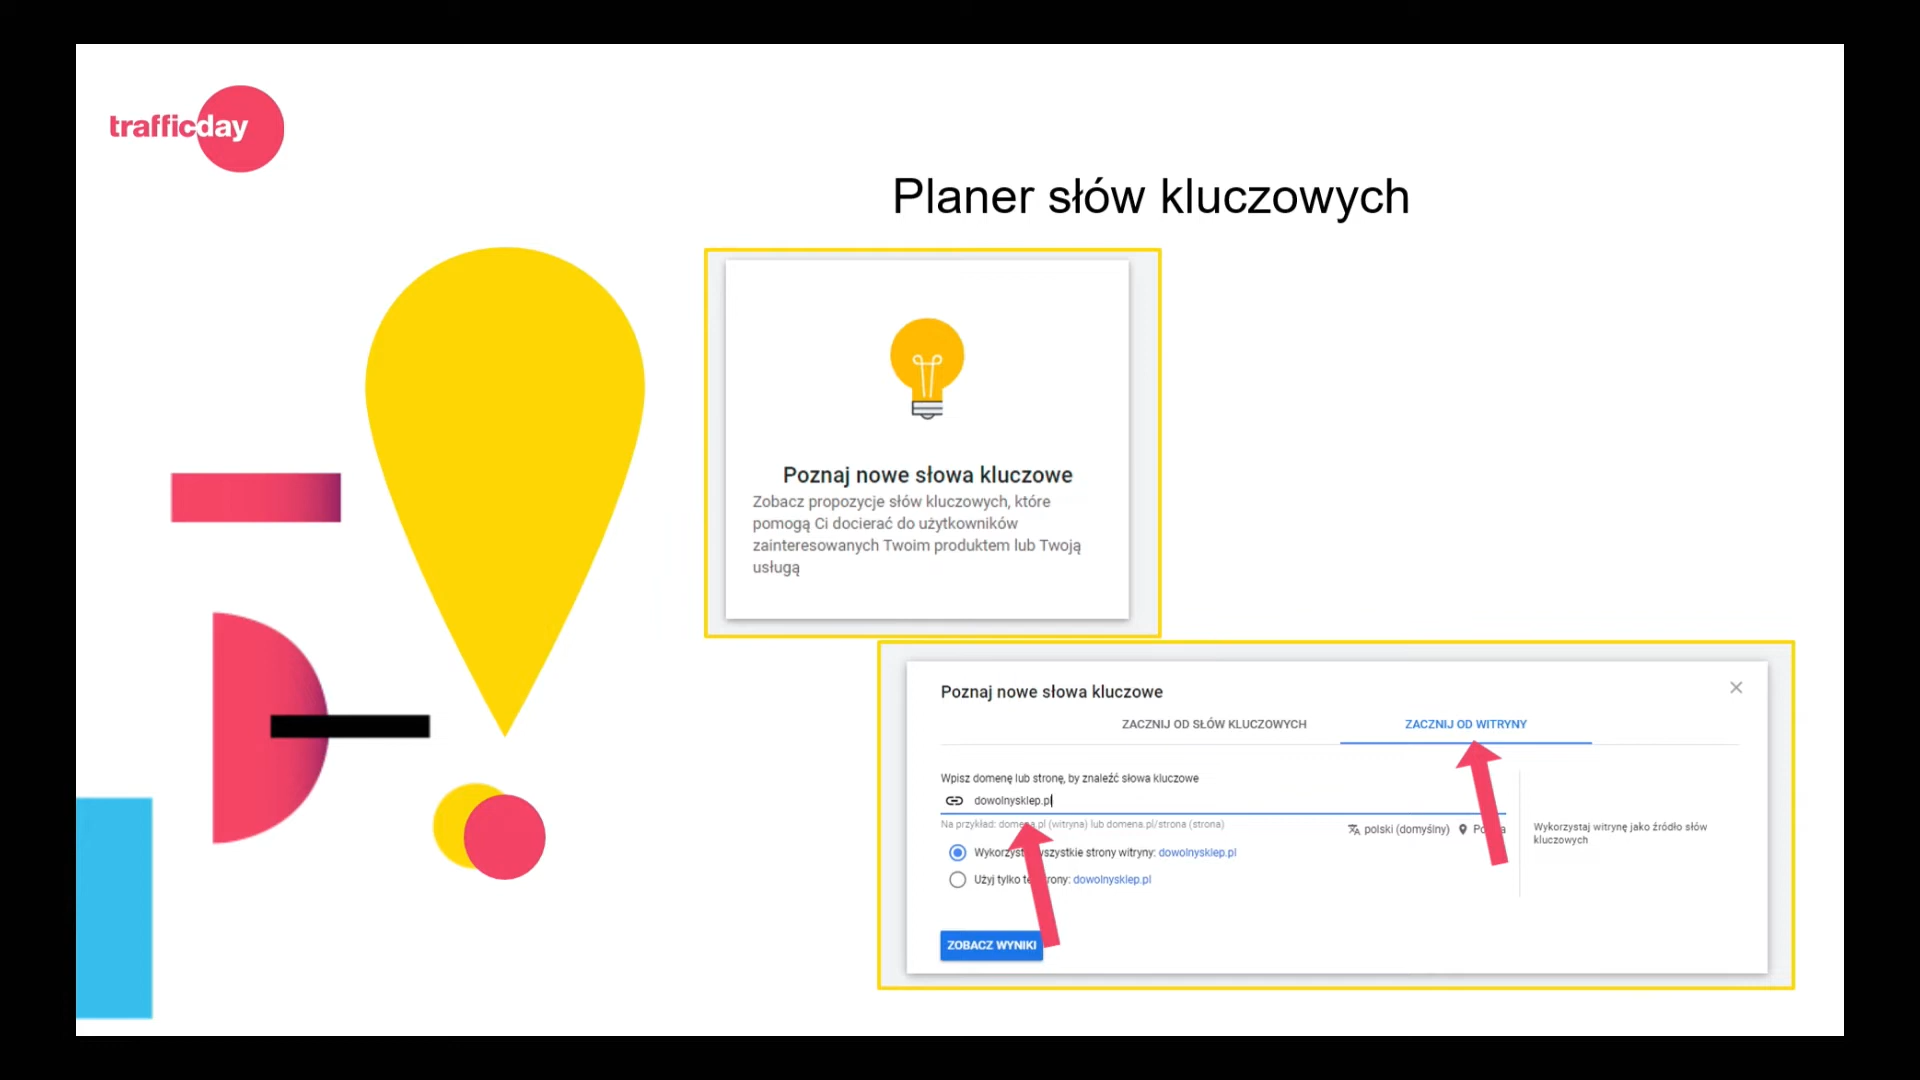 trafficday
Planer słów kluczowych
Poznaj nowe słowa kluczowe
Zobacz propozycje słów kluczowych, które
pomogą Ci docierać do użytkowników
zainteresowanych Twoim produktem lub Twoją
usługą
Poznaj nowe słowa kluczowe
ZACZNIJ OD SŁÓW KLUCZOWYCH
ZACZNIJ OD WITRYNY
Wpisz domenę lub stronę, by znaleźć słowa kluczowe
dowolnysklep.pl
Na przykład: domena.pl (witryna) lub domena.pl/strona (strona)
polski (domyślny)
Wykorzystaj witrynę jako źródło słów
kluczowych
strony witryny: dowolnysklep.pl
Użyj tylko dowolnysklep.pl
ZOBACZ WYNIKI